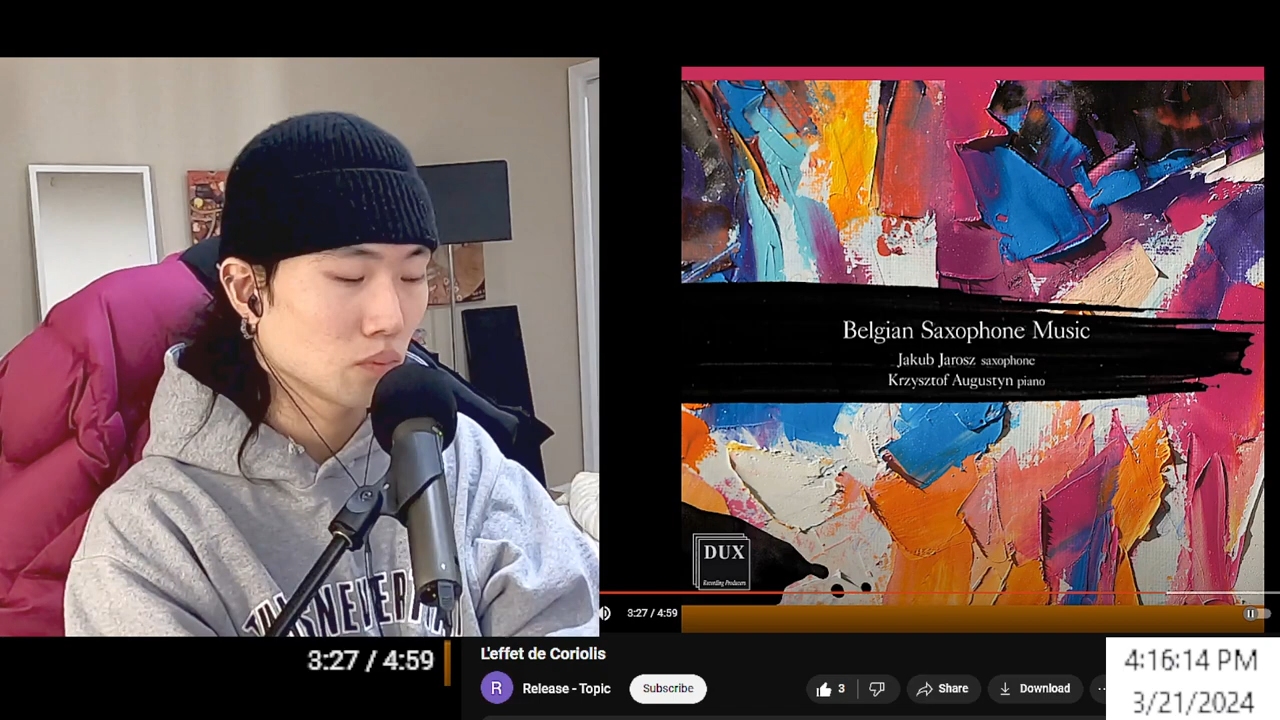 Belgian Saxophone Music
Jakub Jarosz saxophone
Krzysztof Augustyn piano
DUX
Recording Producers
3:27 / 4:59
3:27 / 4:59
L'effet de Coriolis
R Release - Topic Subscribe 3 Share Download
4:16:14 PM
3/21/2024